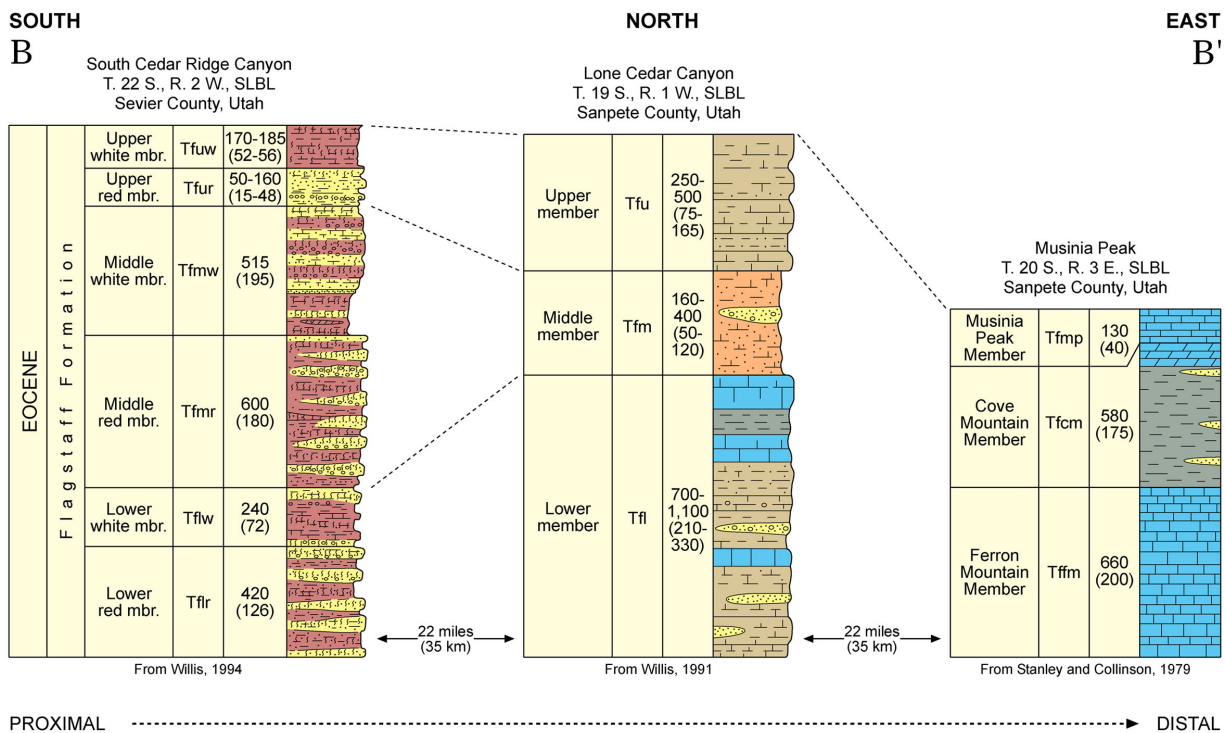 SOUTH
NORTH
EAST
B
B'
South Cedar Ridge Canyon
T. 22 S., R. 2 W., SLBL
Sevier County, Utah
Lone Cedar Canyon
T. 19 S., R. 1 W., SLBL
Sanpete County, Utah
Musinia Peak
T. 20 S., R. 3 E., SLBL
Sanpete County, Utah
EOCENE
Flagstaff Formation
Upper
white mbr.
Tfuw
170-185
(52-56)
Upper
red mbr.
Tfur
50-160
(15-48)
Middle
white mbr.
Tfmw
515
(195)
Middle
red mbr.
Tfmr
600
(180)
Lower
white mbr.
Tflw
240
(72)
Lower
red mbr.
Tflr
420
(126)
From Willis, 1994
22 miles
(35 km)
Upper
member
Tfu
250-
500
(75-
165)
Middle
member
Tfm
160-
400
(50-
120)
Lower
member
Tfl
700-
1,100
(210-
330)
From Willis, 1991
22 miles
(35 km)
Musinia
Peak
Member
Tfmp
130
(40)
Cove
Mountain
Member
Tfcm
580
(175)
Ferron
Mountain
Member
Tffm
660
(200)
From Stanley and Collinson, 1979
PROXIMAL
DISTAL